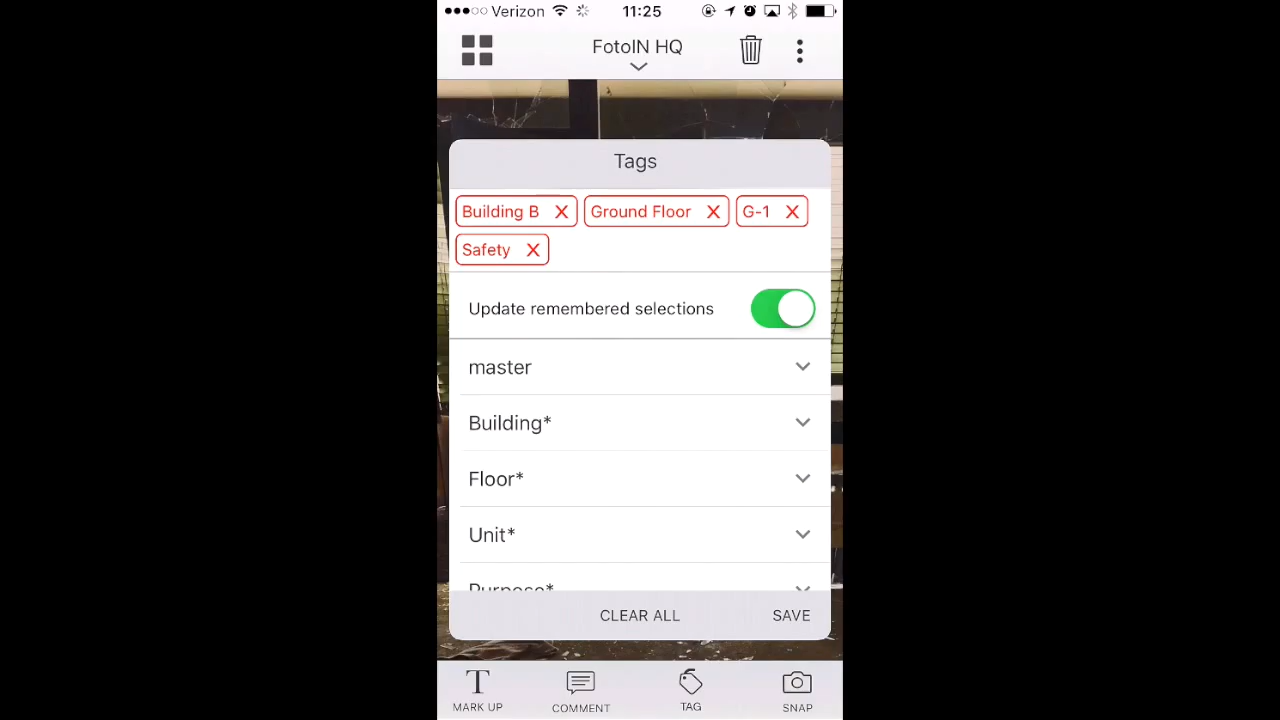 Verizon 11:25
FotoIN HQ
Tags
Building B X Ground Floor X G-1 X
Safety X
Update remembered selections
master
Building*
Floor*
Unit*
Purpose*
CLEAR ALL SAVE
T
MARK UP COMMENT TAG SNAP